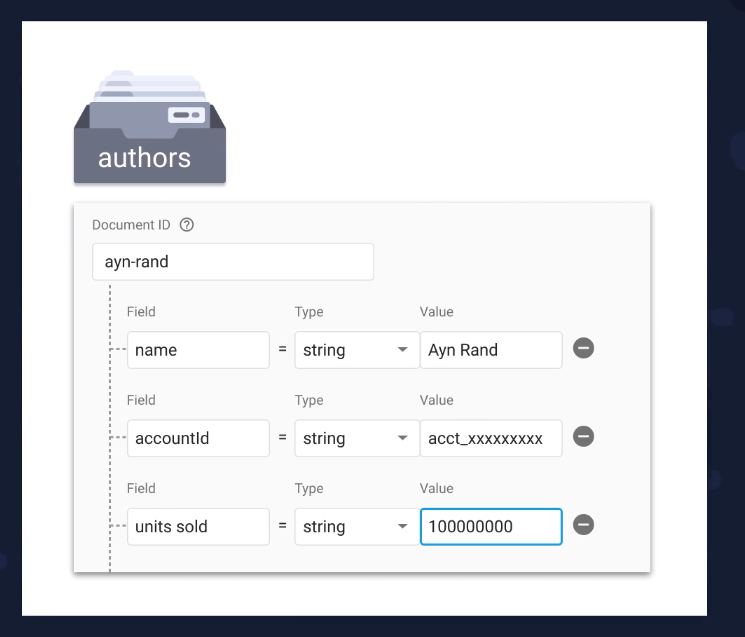 authors
Document ID
ayn-rand
Field Type Value
name = string Ayn Rand
Field Type Value
accountId = string acct_xxxxxxxxx
Field Type Value
units sold = string 100000000